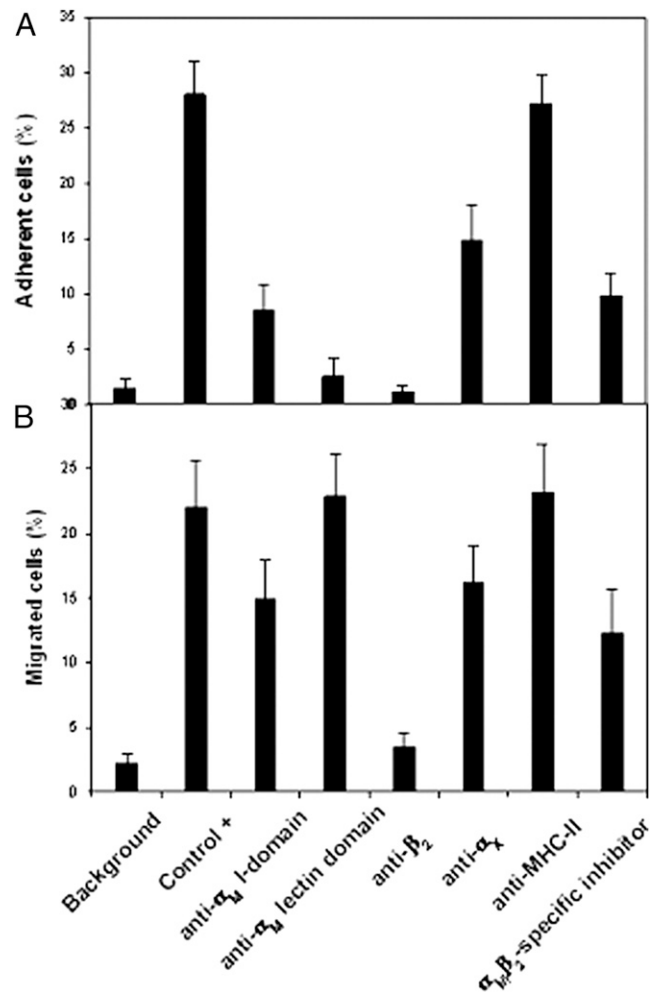 A
Adherent cells (%)
35
30
25
20
15
10
5
B
Migrated cells (%)
30
25
20
15
10
5
0
Background
Control +
anti-αM I-domain
anti-αM lectin domain
anti-β2
anti-αX
anti-MHC-II
αMβ2-specific inhibitor